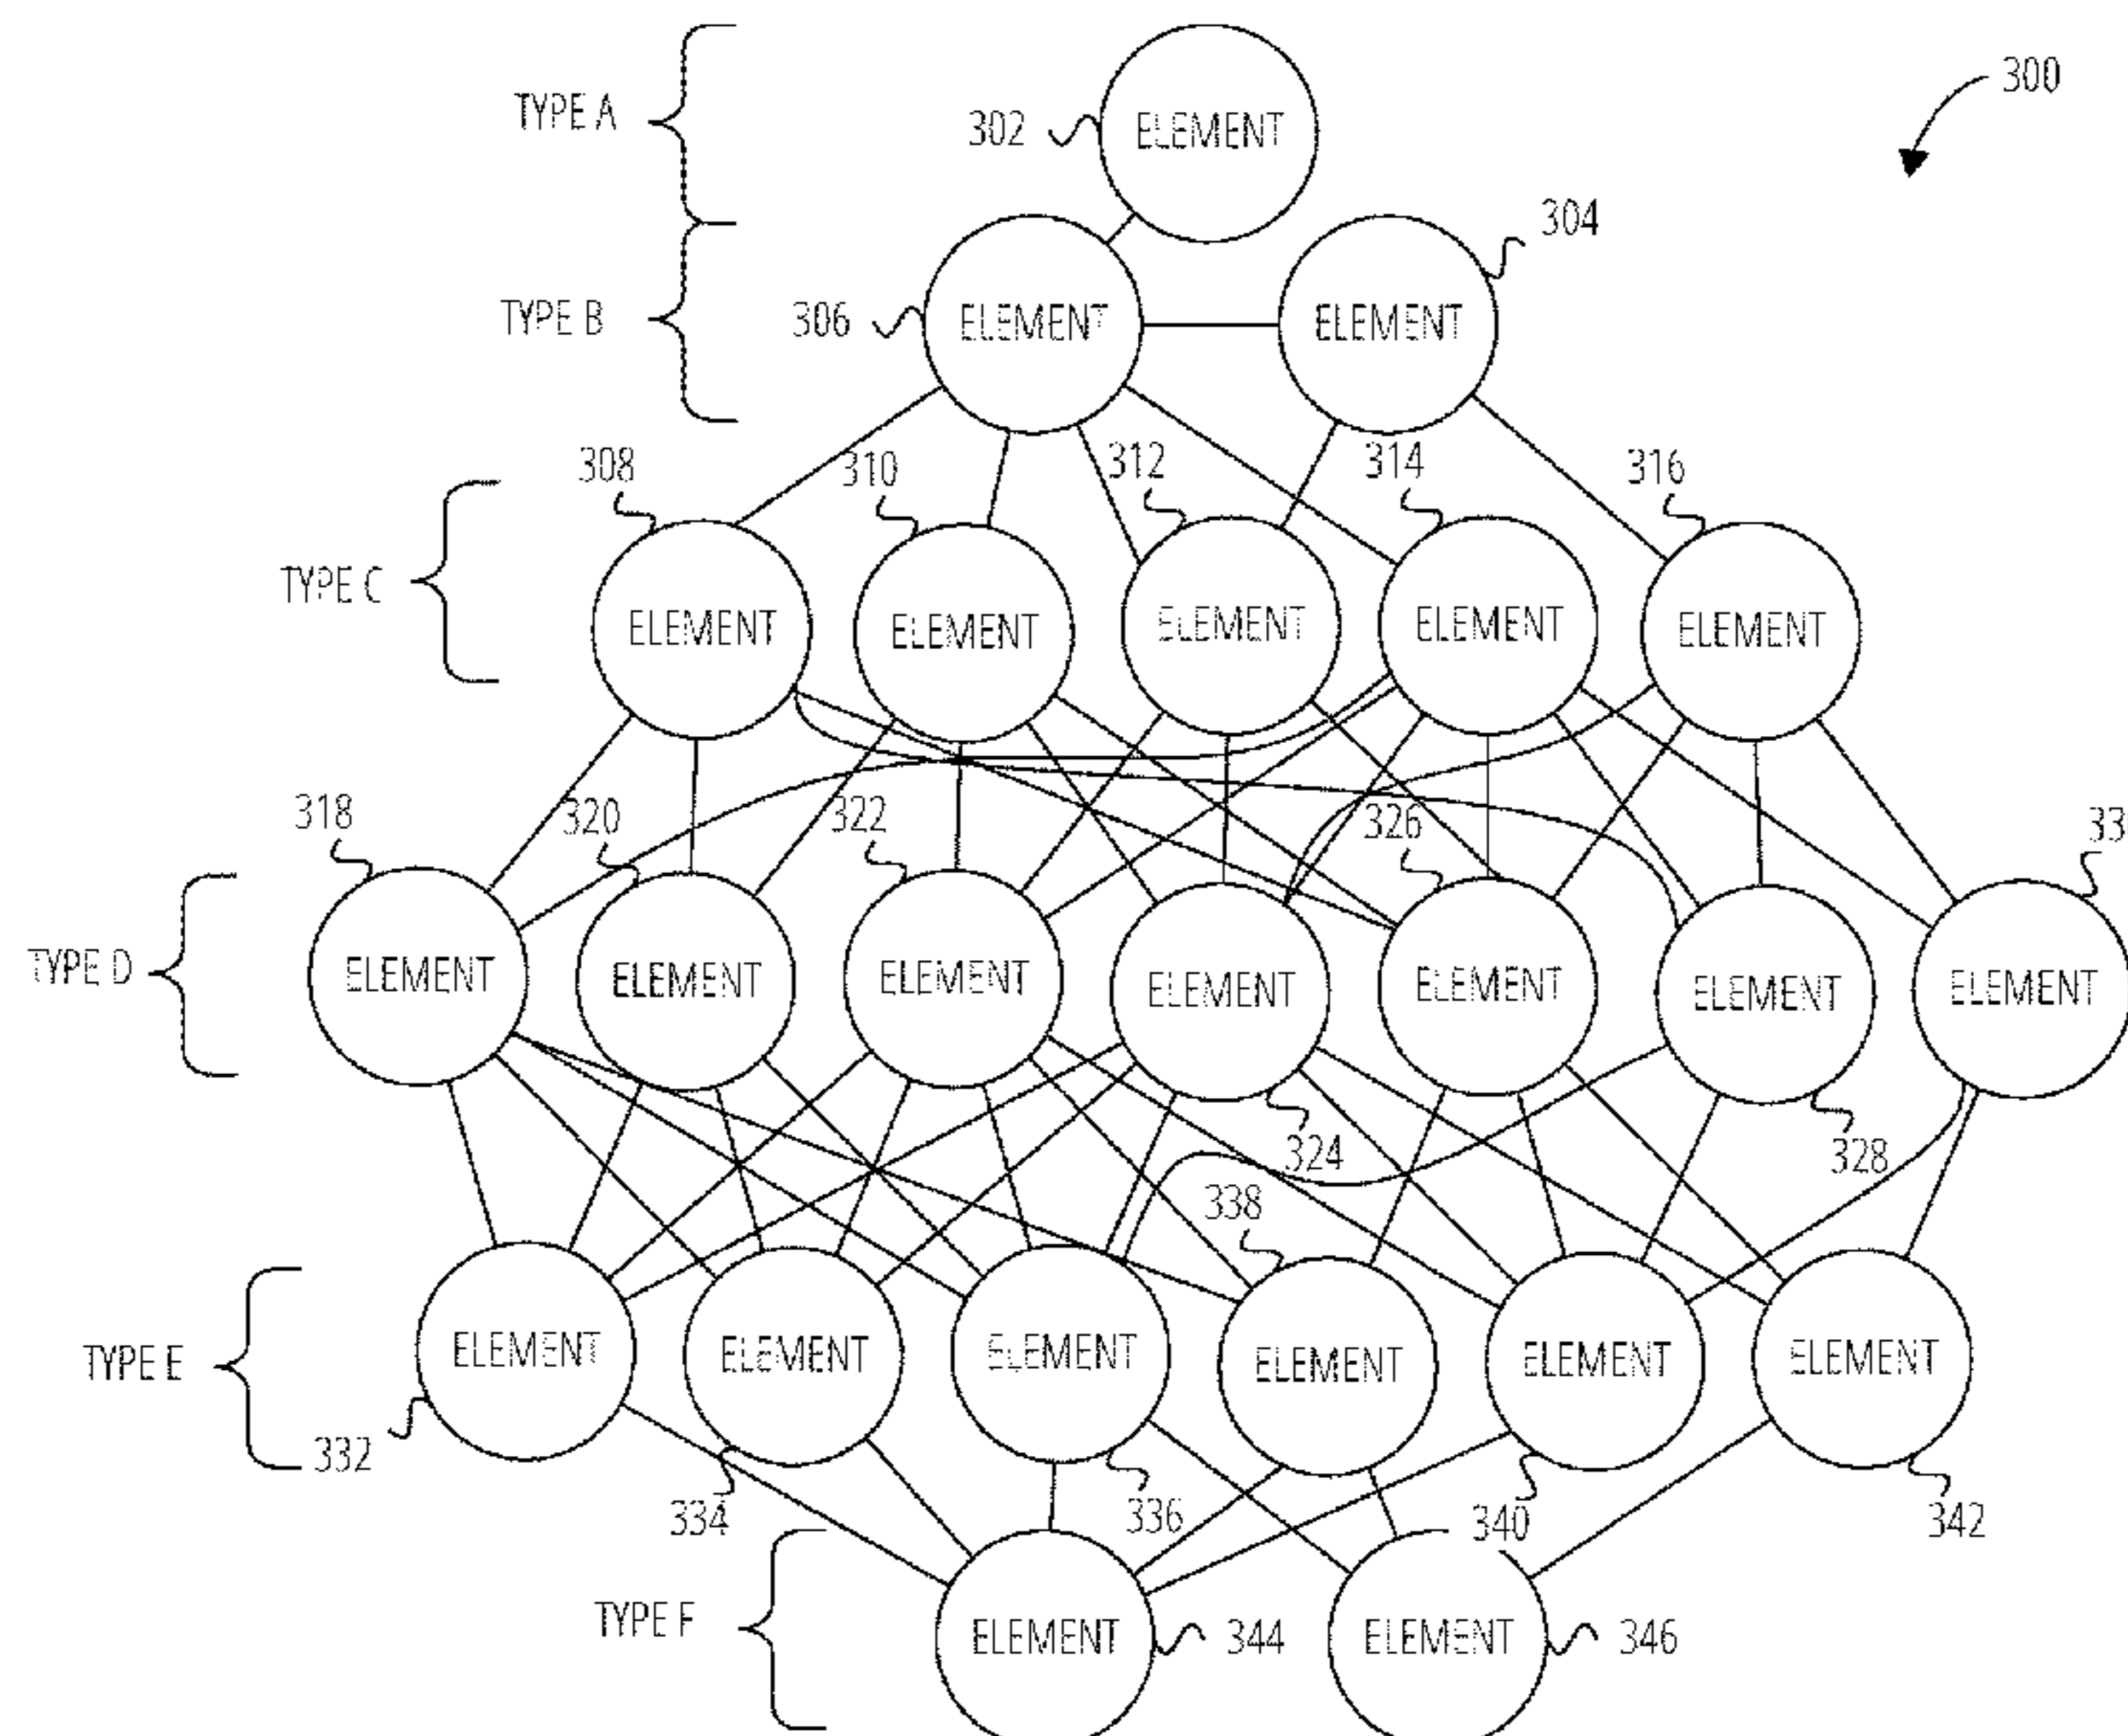 300
TYPE A
302
ELEMENT
304
TYPE B
306
ELEMENT
ELEMENT
308
310
312
314
316
TYPE C
ELEMENT
ELEMENT
ELEMENT
ELEMENT
ELEMENT
318
320
322
326
33
TYPE D
ELEMENT
ELEMENT
ELEMENT
ELEMENT
ELEMENT
ELEMENT
ELEMENT
324
328
338
TYPE E
ELEMENT
ELEMENT
ELEMENT
ELEMENT
ELEMENT
ELEMENT
332
334
336
340
342
TYPE F
ELEMENT
344
ELEMENT
346